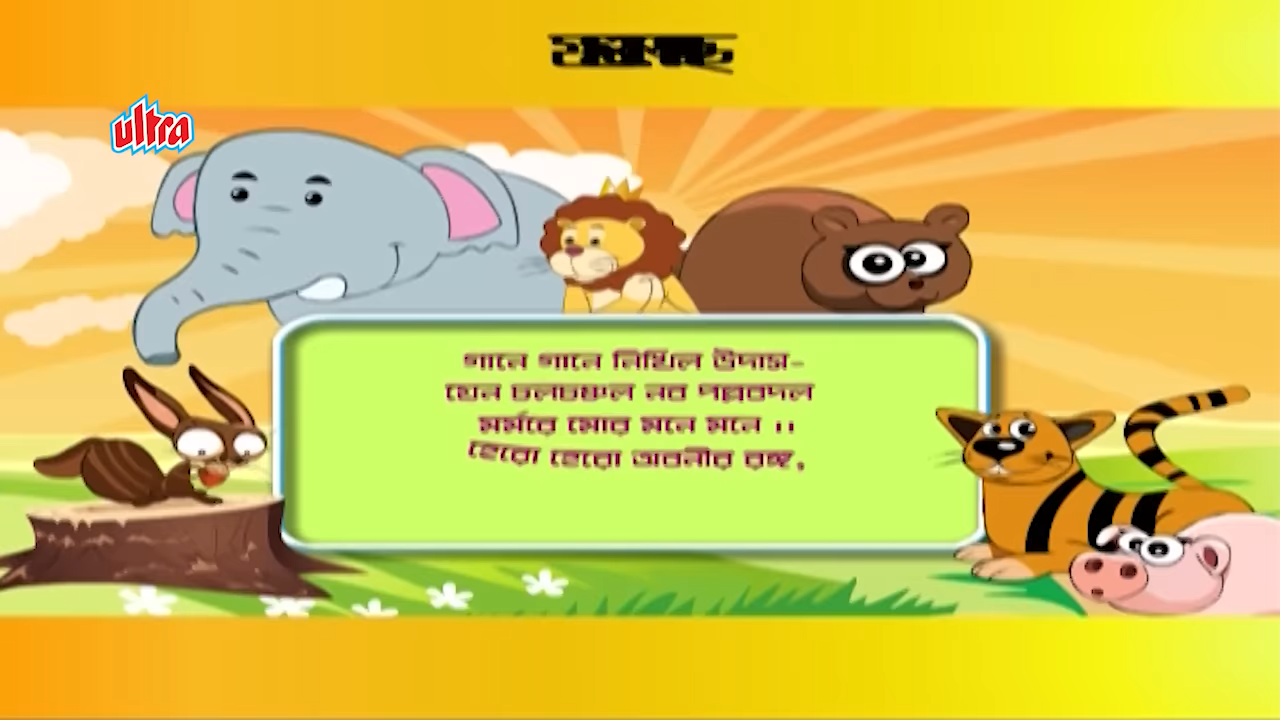 ultra
গানে গানে নিখিল উদাস-
যেন চলচঞ্চল নব পল্লবদল
মর্মরে মোর মনে মনে ।।
হেরো হেরো অবনীর রঙ্গ,